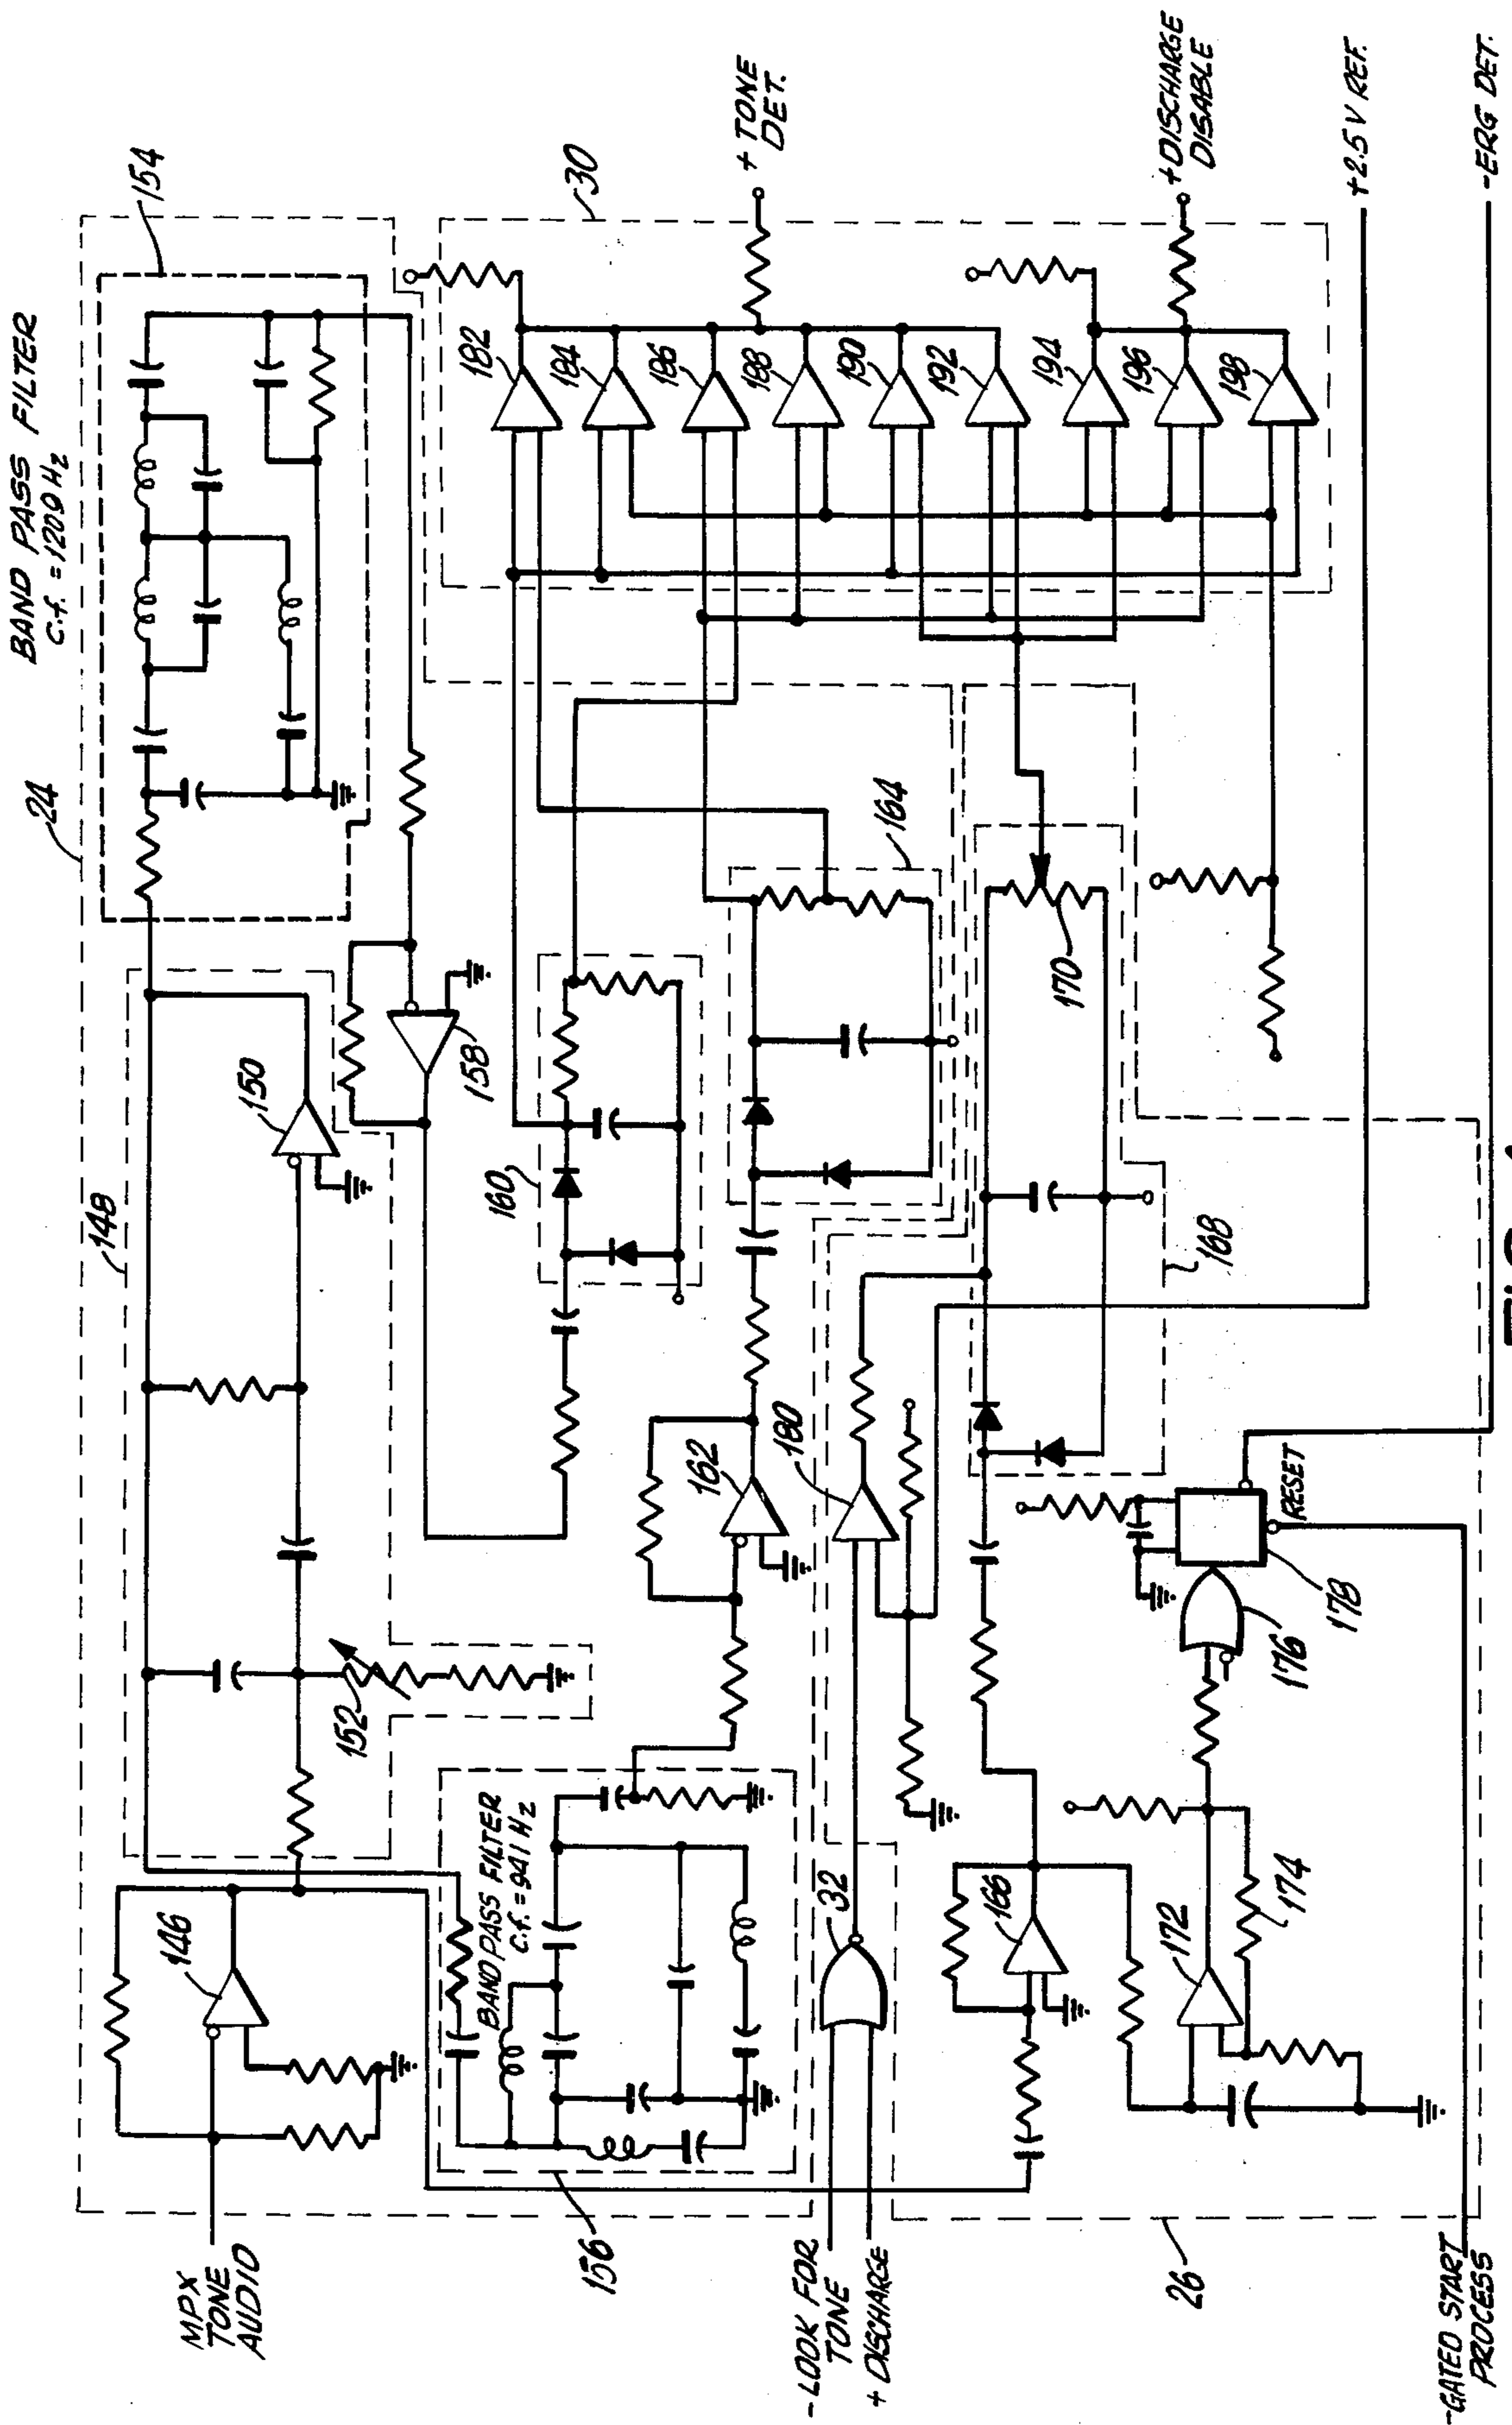 BAND PASS FILTER
c.f. = 1209 Hz
24
154
148
150
158
152
146
BAND PASS FILTER
c.f. = 941 Hz
156
MPX
TONE
AUDIO
160
162
164
30
182
184
186
188
190
192
194
196
198
+ TONE
DET.
+ DISCHARGE
DISABLE
+2.5 V REF.
-ERG DET.
180
168
170
32
- LOOK FOR
TONE
+ DISCHARGE
166
172
174
176
178
RESET
26
-GATED START
PROCESS